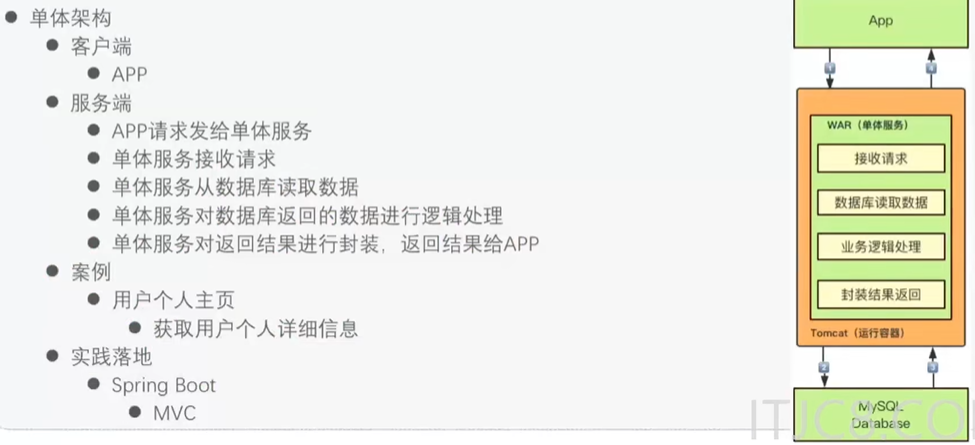 单体架构
客户端
APP
服务端
APP请求发给单体服务
单体服务接收请求
单体服务从数据库读取数据
单体服务对数据库返回的数据进行逻辑处理
单体服务对返回结果进行封装，返回结果给APP
案例
用户个人主页
获取用户个人详细信息
实践落地
Spring Boot
MVC
App
1
4
WAR（单体服务）
接收请求
数据库读取数据
业务逻辑处理
封装结果返回
Tomcat（运行容器）
2
3
MySQL
Database
ITJC8.COM